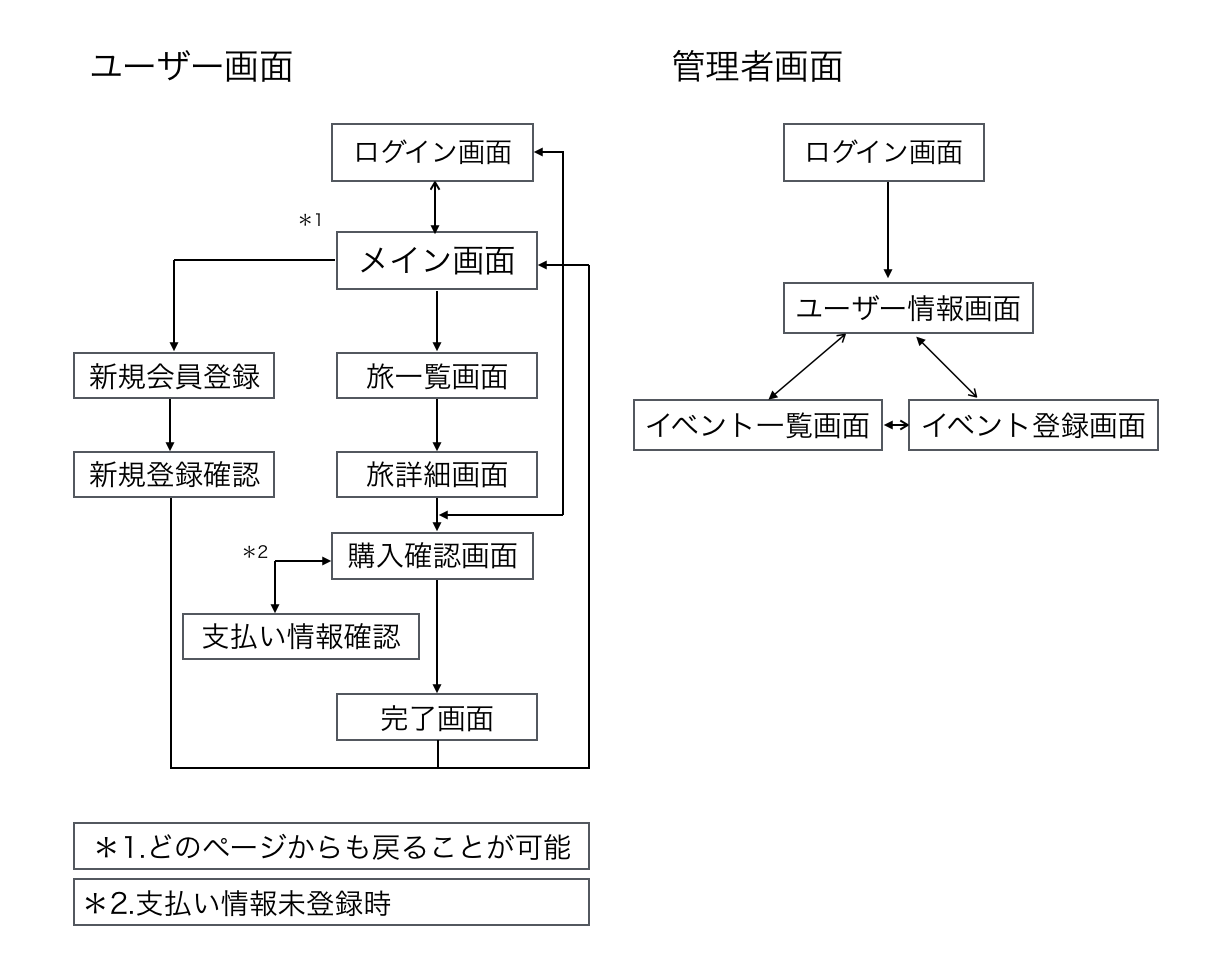 ユーザー画面
ログイン画面
＊1
メイン画面
新規会員登録
旅一覧画面
新規登録確認
旅詳細画面
＊2
購入確認画面
支払い情報確認
完了画面
＊1.どのページからも戻ることが可能
＊2.支払い情報未登録時
管理者画面
ログイン画面
ユーザー情報画面
イベント一覧画面
イベント登録画面